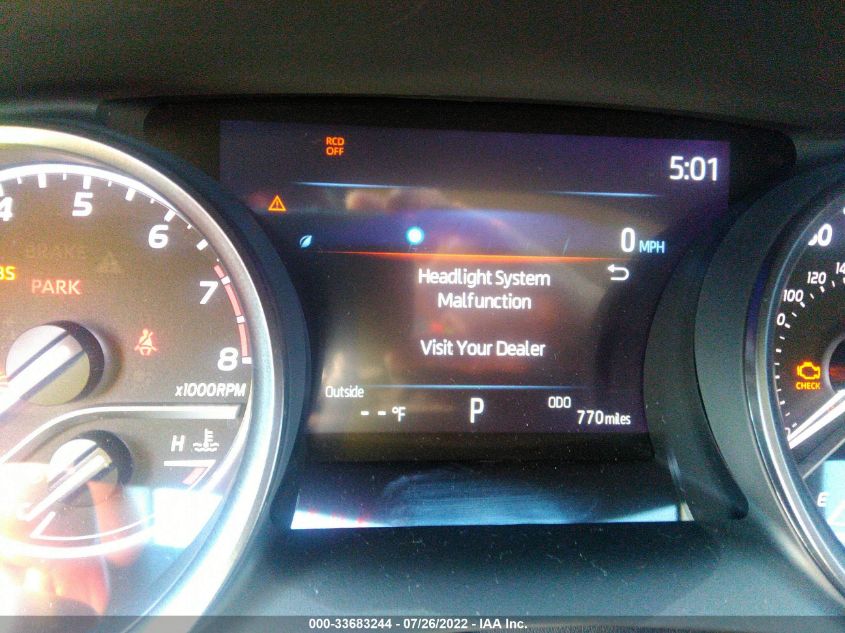 RCD
OFF
5:01
4
5
6
7
8
x1000RPM
BRAKE
BS
PARK
0 MPH
Headlight System
Malfunction
Visit Your Dealer
Outside
-- °F
P
ODO
770 miles
H
C
120
100
CHECK
E
000-33683244 - 07/26/2022 - IAA Inc.